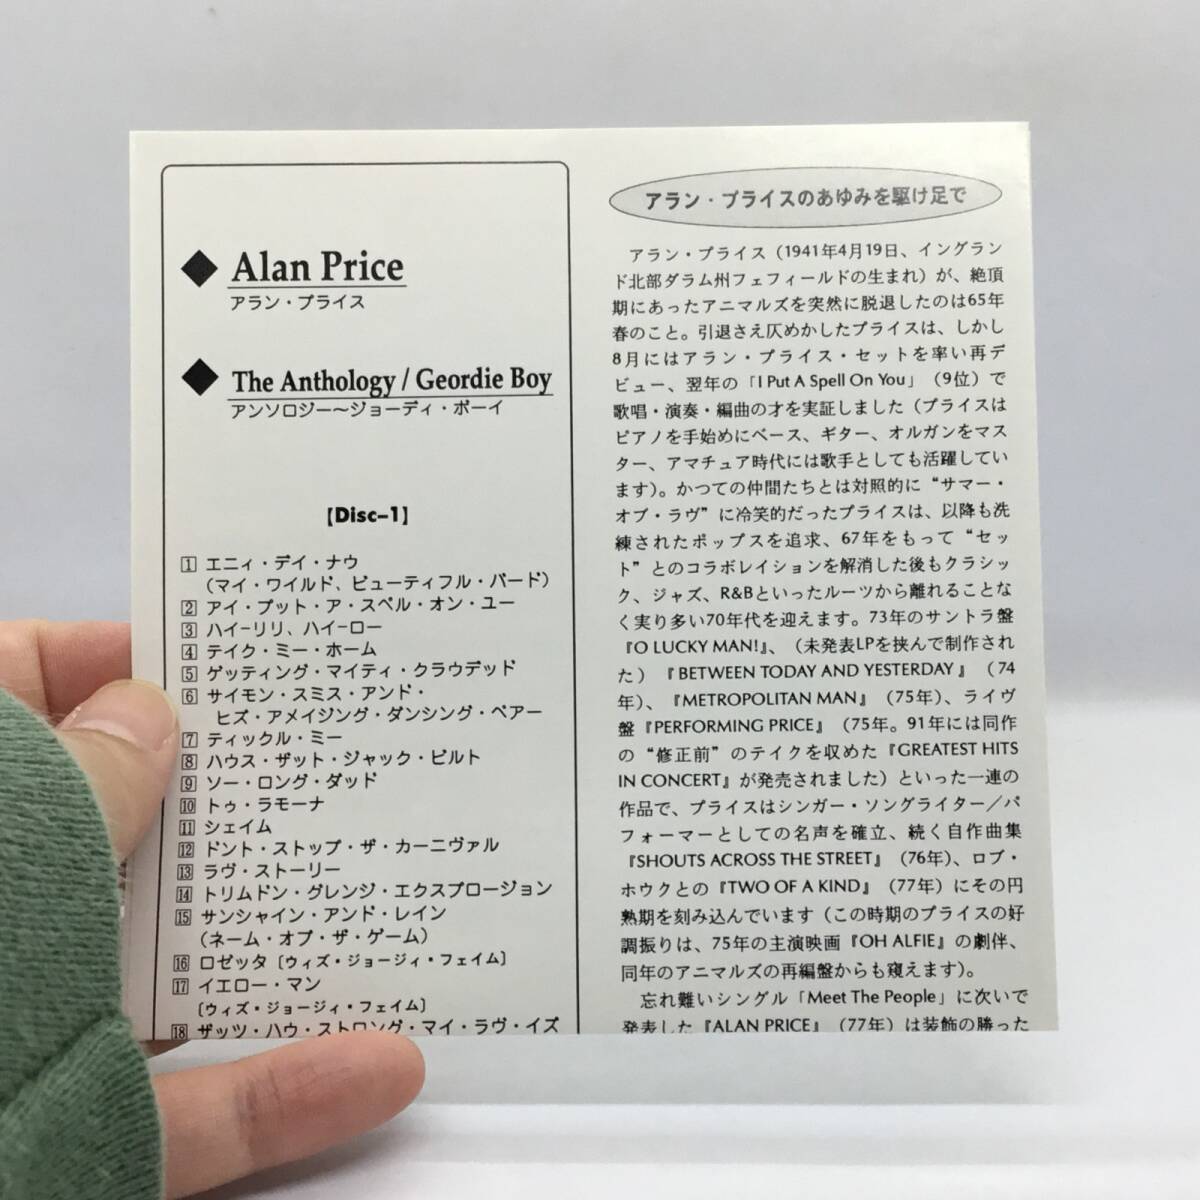 ◆ Alan Price
アラン・プライス
◆ The Anthology / Geordie Boy
アンソロジー〜ジョーディ・ボーイ
【Disc–1】
1 エニィ・デイ・ナウ
（マイ・ワイルド、ビューティフル・バード）
2 アイ・プット・ア・スペル・オン・ユー
3 ハイーリリ、ハイーロー
4 テイク・ミー・ホーム
5 ゲッティング・マイティ・クラウデッド
6 サイモン・スミス・アンド・
ヒズ・アメイジング・ダンシング・ベアー
7 ティックル・ミー
8 ハウス・ザット・ジャック・ビルト
9 ソー・ロング・ダッド
10 トゥ・ラモーナ
11 シェイム
12 ドント・ストップ・ザ・カーニヴァル
13 ラヴ・ストーリー
14 トリムドン・グレンジ・エクスプロージョン
15 サンシャイン・アンド・レイン
（ネーム・オブ・ザ・ゲーム）
16 ロゼッタ〔ウィズ・ジョージィ・フェイム〕
17 イエロー・マン
〔ウィズ・ジョージィ・フェイム〕
18 ザッツ・ハウ・ストロング・マイ・ラヴ・イズ
アラン・プライスのあゆみを駆け足で
アラン・プライス（1941年4月19日、イングラン
ド北部ダラム州フェフィールドの生まれ）が、絶頂
期にあったアニマルズを突然に脱退したのは65年
春のこと。引退さえ仄めかしたプライスは、しかし
8月にはアラン・プライス・セットを率い再デ
ビュー、翌年の「I Put A Spell On You」（9位）で
歌唱・演奏・編曲の才を実証しました（プライスは
ピアノを手始めにベース、ギター、オルガンをマス
ター、アマチュア時代には歌手としても活躍してい
ます）。かつての仲間たちとは対照的に“サマー・
オブ・ラヴ”に冷笑的だったプライスは、以降も洗
練されたポップスを追求、67年をもって“セッ
ト”とのコラボレイションを解消した後もクラシッ
ク、ジャズ、R&Bといったルーツから離れることな
く実り多い70年代を迎えます。73年のサントラ盤
『O LUCKY MAN!』、（未発表LPを挟んで制作され
た）『BETWEEN TODAY AND YESTERDAY』（74
年）、『METROPOLITAN MAN』（75年）、ライヴ
盤『PERFORMING PRICE』（75年。91年には同作
の“修正前”のテイクを収めた『GREATEST HITS
IN CONCERT』が発売されました）といった一連の
作品で、プライスはシンガー・ソングライター／パ
フォーマーとしての名声を確立、続く自作曲集
『SHOUTS ACROSS THE STREET』（76年）、ロブ・
ホウクとの『TWO OF A KIND』（77年）にその円
熟期を刻み込んでいます（この時期のプライスの好
調振りは、75年の主演映画『OH ALFIE』の劇伴、
同年のアニマルズの再編盤からも窺えます）。
忘れ難いシングル「Meet The People」に次いで
発表した『ALAN PRICE』（77年）は装飾の勝った